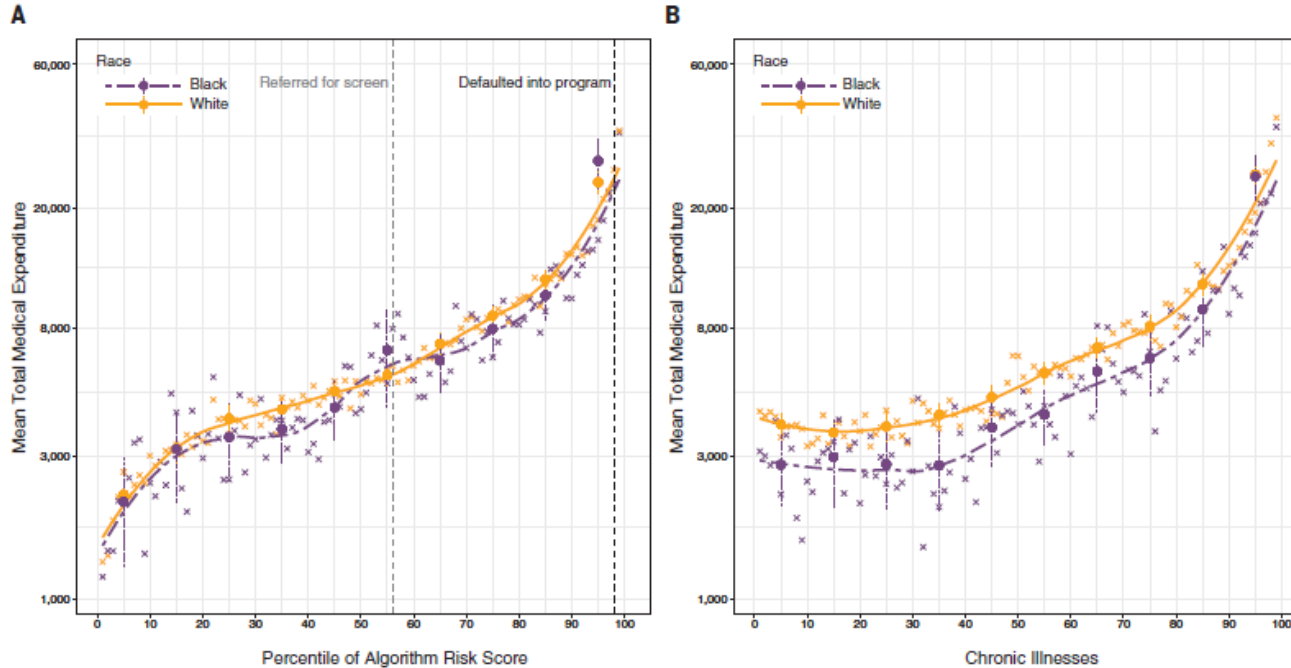 A
Race
Black
White
Referred for screen
Defaulted into program
60,000
20,000
8,000
3,000
1,000
Mean Total Medical Expenditure
0 10 20 30 40 50 60 70 80 90 100
Percentile of Algorithm Risk Score
B
Race
Black
White
60,000
20,000
8,000
3,000
1,000
Mean Total Medical Expenditure
0 10 20 30 40 50 60 70 80 90 100
Chronic Illnesses